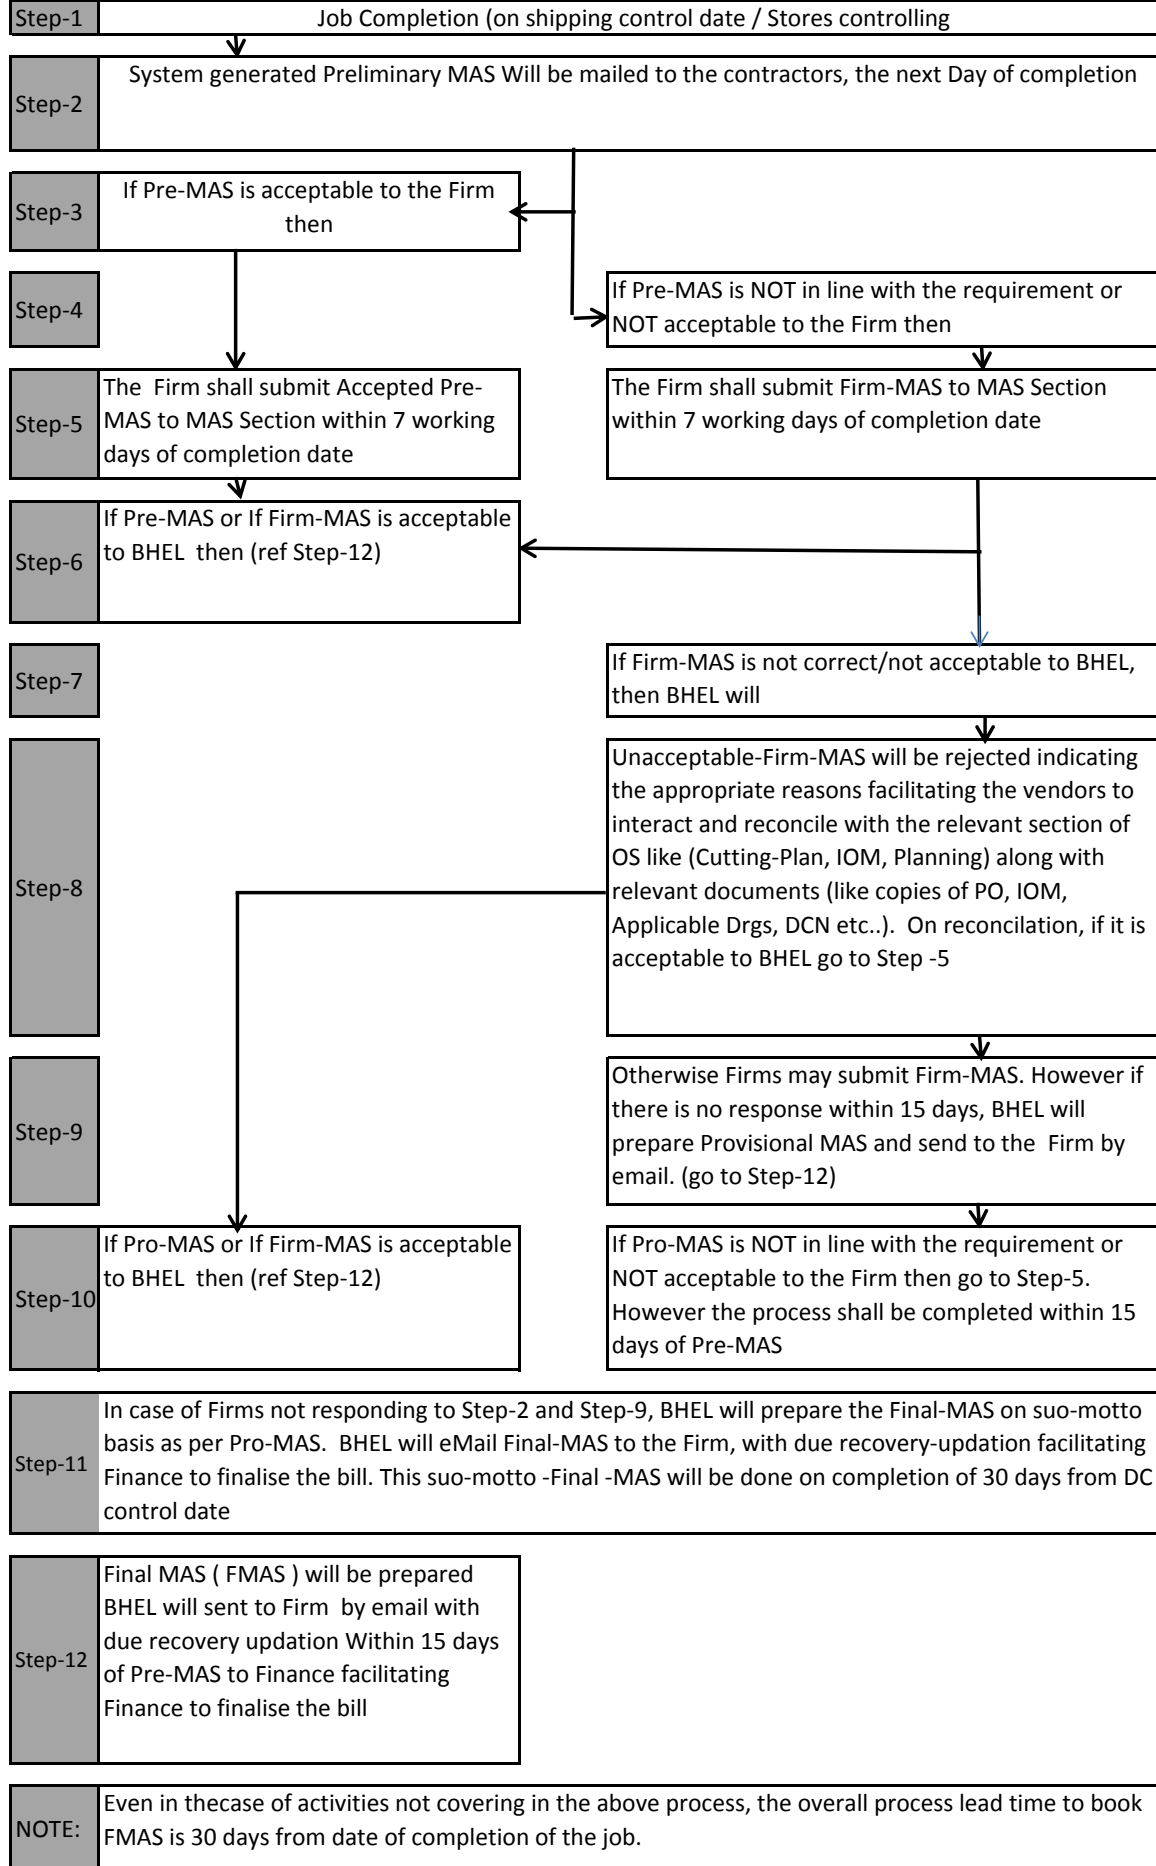 Step-1
Job Completion (on shipping control date / Stores controlling
Step-2
System generated Preliminary MAS Will be mailed to the contractors, the next Day of completion
Step-3
If Pre-MAS is acceptable to the Firm
then
Step-4
If Pre-MAS is NOT in line with the requirement or
NOT acceptable to the Firm then
Step-5
The Firm shall submit Accepted Pre-
MAS to MAS Section within 7 working
days of completion date
The Firm shall submit Firm-MAS to MAS Section
within 7 working days of completion date
Step-6
If Pre-MAS or If Firm-MAS is acceptable
to BHEL then (ref Step-12)
Step-7
If Firm-MAS is not correct/not acceptable to BHEL,
then BHEL will
Step-8
Unacceptable-Firm-MAS will be rejected indicating
the appropriate reasons facilitating the vendors to
interact and reconcile with the relevant section of
OS like (Cutting-Plan, IOM, Planning) along with
relevant documents (like copies of PO, IOM,
Applicable Drgs, DCN etc..). On reconcilation, if it is
acceptable to BHEL go to Step -5
Step-9
Otherwise Firms may submit Firm-MAS. However if
there is no response within 15 days, BHEL will
prepare Provisional MAS and send to the Firm by
email. (go to Step-12)
Step-10
If Pro-MAS or If Firm-MAS is acceptable
to BHEL then (ref Step-12)
If Pro-MAS is NOT in line with the requirement or
NOT acceptable to the Firm then go to Step-5.
However the process shall be completed within 15
days of Pre-MAS
Step-11
In case of Firms not responding to Step-2 and Step-9, BHEL will prepare the Final-MAS on suo-motto
basis as per Pro-MAS. BHEL will eMail Final-MAS to the Firm, with due recovery-updation facilitating
Finance to finalise the bill. This suo-motto -Final -MAS will be done on completion of 30 days from DC
control date
Step-12
Final MAS ( FMAS ) will be prepared
BHEL will sent to Firm by email with
due recovery updation Within 15 days
of Pre-MAS to Finance facilitating
Finance to finalise the bill
NOTE:
Even in thecase of activities not covering in the above process, the overall process lead time to book
FMAS is 30 days from date of completion of the job.